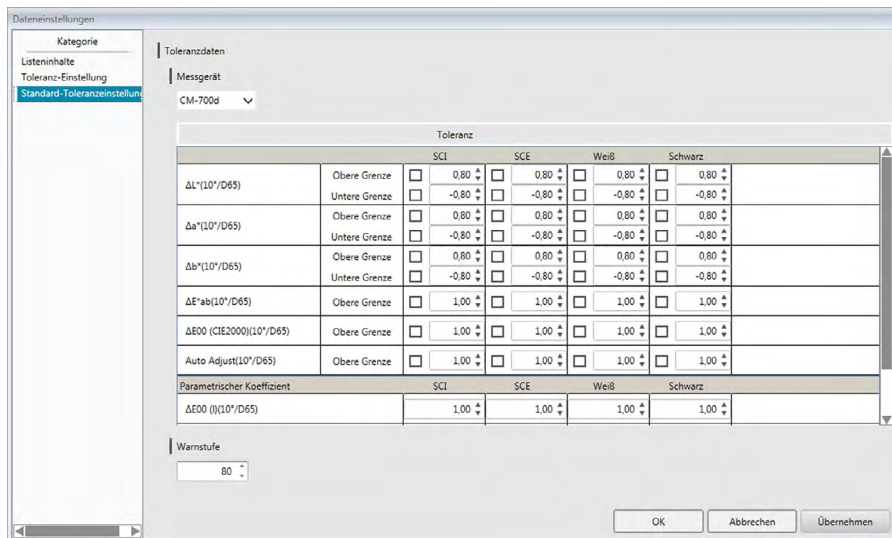 Dateneinstellungen
Kategorie
Listeninhalte
Toleranz-Einstellung
Standard-Toleranzeinstellung
Toleranzdaten
Messgerät
CM-700d
Toleranz
SCI SCE Weiß Schwarz
ΔL*(10°/D65) Obere Grenze 0,80 0,80 0,80 0,80
Untere Grenze -0,80 -0,80 -0,80 -0,80
Δa*(10°/D65) Obere Grenze 0,80 0,80 0,80 0,80
Untere Grenze -0,80 -0,80 -0,80 -0,80
Δb*(10°/D65) Obere Grenze 0,80 0,80 0,80 0,80
Untere Grenze -0,80 -0,80 -0,80 -0,80
ΔE*ab(10°/D65) Obere Grenze 1,00 1,00 1,00 1,00
ΔE00 (CIE2000)(10°/D65) Obere Grenze 1,00 1,00 1,00 1,00
Auto Adjust(10°/D65) Obere Grenze 1,00 1,00 1,00 1,00
Parametrischer Koeffizient SCI SCE Weiß Schwarz
ΔE00 (l)(10°/D65) 1,00 1,00 1,00 1,00
Warnstufe
80
OK Abbrechen Übernehmen